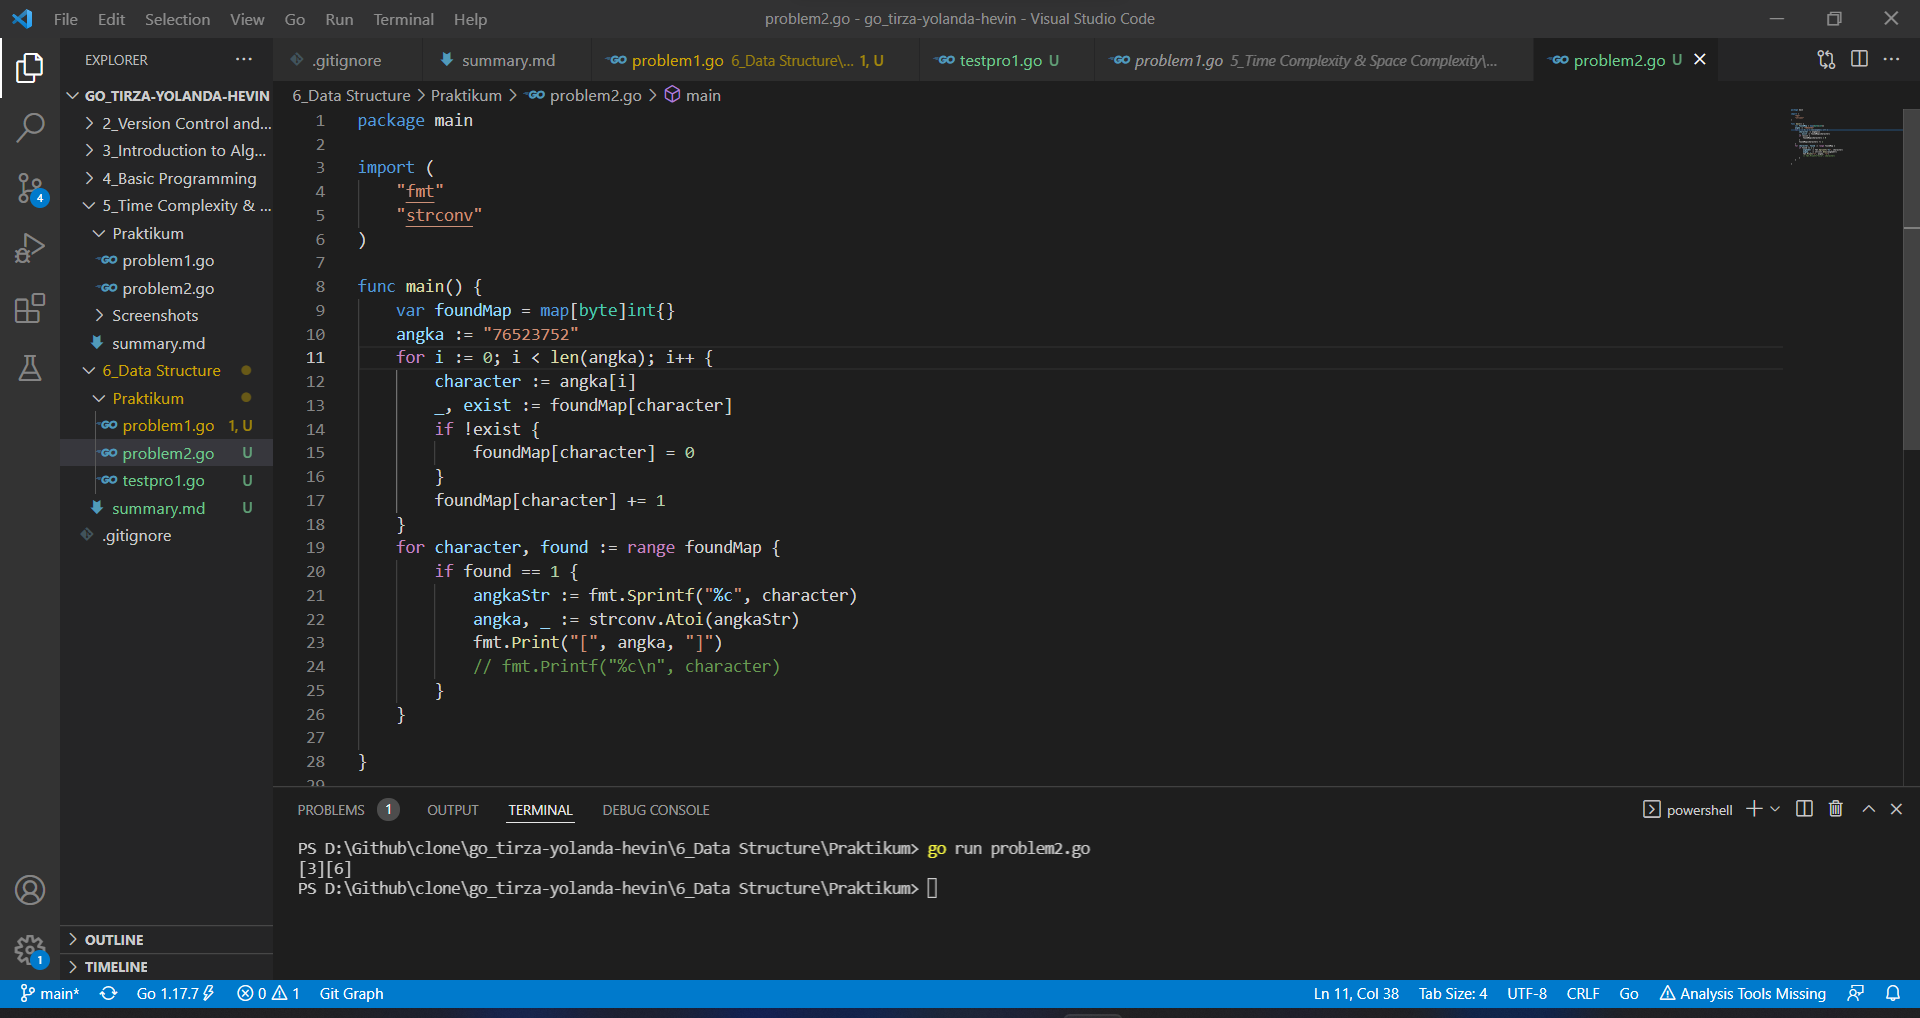 File Edit Selection View Go Run Terminal Help
problem2.go - go_tirza-yolanda-hevin - Visual Studio Code
EXPLORER
GO_TIRZA-YOLANDA-HEVIN
2_Version Control and...
3_Introduction to Alg...
4_Basic Programming
5_Time Complexity & ...
Praktikum
problem1.go
problem2.go
Screenshots
summary.md
6_Data Structure
Praktikum
problem1.go 1, U
problem2.go U
testpro1.go U
summary.md U
.gitignore
OUTLINE
TIMELINE
4
1
.gitignore
summary.md
problem1.go 6_Data Structure\... 1, U
testpro1.go U
problem1.go 5_Time Complexity & Space Complexity\...
problem2.go U
6_Data Structure > Praktikum > problem2.go > main
1 package main
2
3 import (
4 "fmt"
5 "strconv"
6 )
7
8 func main() {
9 var foundMap = map[byte]int{}
10 angka := "76523752"
11 for i := 0; i < len(angka); i++ {
12 character := angka[i]
13 _, exist := foundMap[character]
14 if !exist {
15 foundMap[character] = 0
16 }
17 foundMap[character] += 1
18 }
19 for character, found := range foundMap {
20 if found == 1 {
21 angkaStr := fmt.Sprintf("%c", character)
22 angka, _ := strconv.Atoi(angkaStr)
23 fmt.Print("[", angka, "]")
24 // fmt.Printf("%c\n", character)
25 }
26 }
27
28 }
29
PROBLEMS 1 OUTPUT TERMINAL DEBUG CONSOLE
powershell
PS D:\Github\clone\go_tirza-yolanda-hevin\6_Data Structure\Praktikum> go run problem2.go
[3][6]
PS D:\Github\clone\go_tirza-yolanda-hevin\6_Data Structure\Praktikum>
main* Go 1.17.7 0 1 Git Graph
Ln 11, Col 38 Tab Size: 4 UTF-8 CRLF Go Analysis Tools Missing